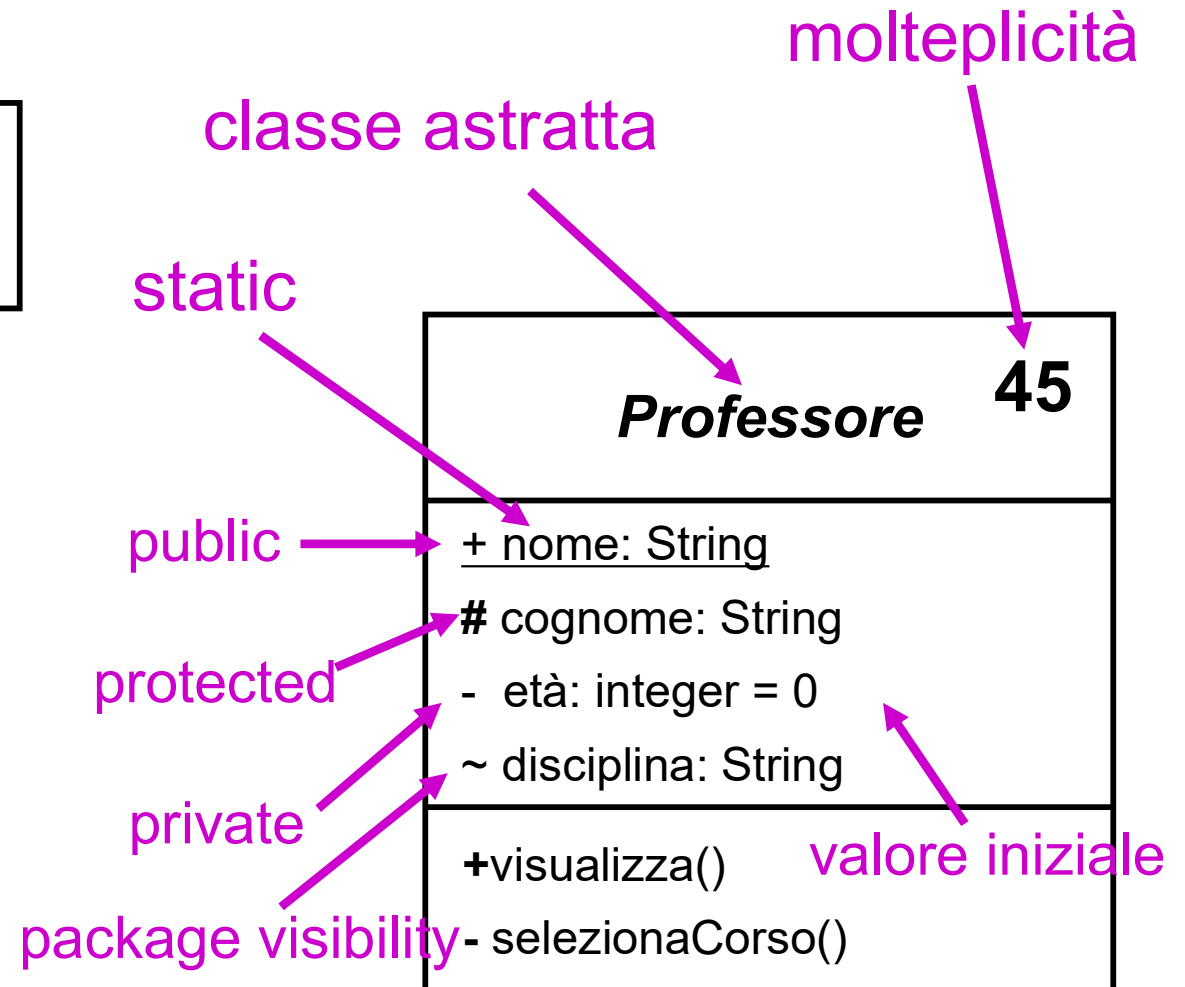 molteplicità
classe astratta
static
45
Professore
public
+ nome: String
# cognome: String
protected
- età: integer = 0
~ disciplina: String
private
valore iniziale
+visualizza()
package visibility
- selezionaCorso()